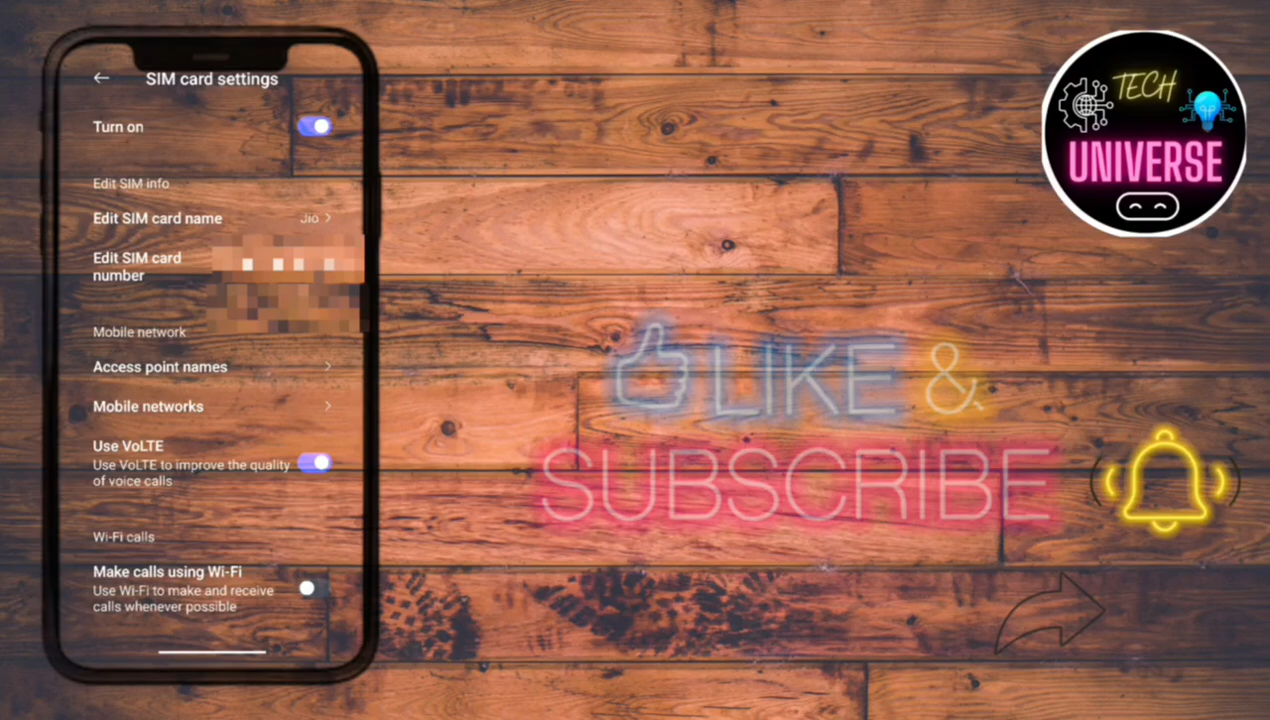 SIM card settings
Turn on
Edit SIM info
Edit SIM card name
Jio
Edit SIM card
number
Mobile network
Access point names
Mobile networks
Use VoLTE
Use VoLTE to improve the quality
of voice calls
Wi-Fi calls
Make calls using Wi-Fi
Use Wi-Fi to make and receive
calls whenever possible
LIKE &
SUBSCRIBE
TECH
UNIVERSE